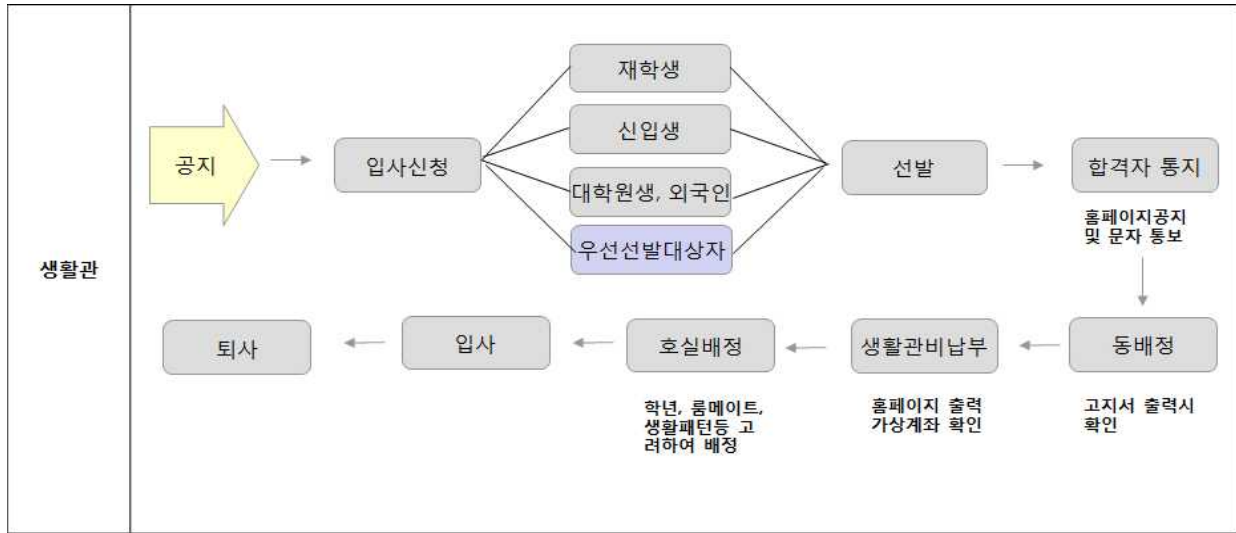 생활관
공지
입사신청
재학생
신입생
대학원생, 외국인
우선선발대상자
선발
합격자 통지
홈페이지공지
및 문자 통보
동배정
고지서 출력시
확인
생활관비납부
홈페이지 출력
가상계좌 확인
호실배정
학년, 룸메이트,
생활패턴등 고
려하여 배정
입사
퇴사